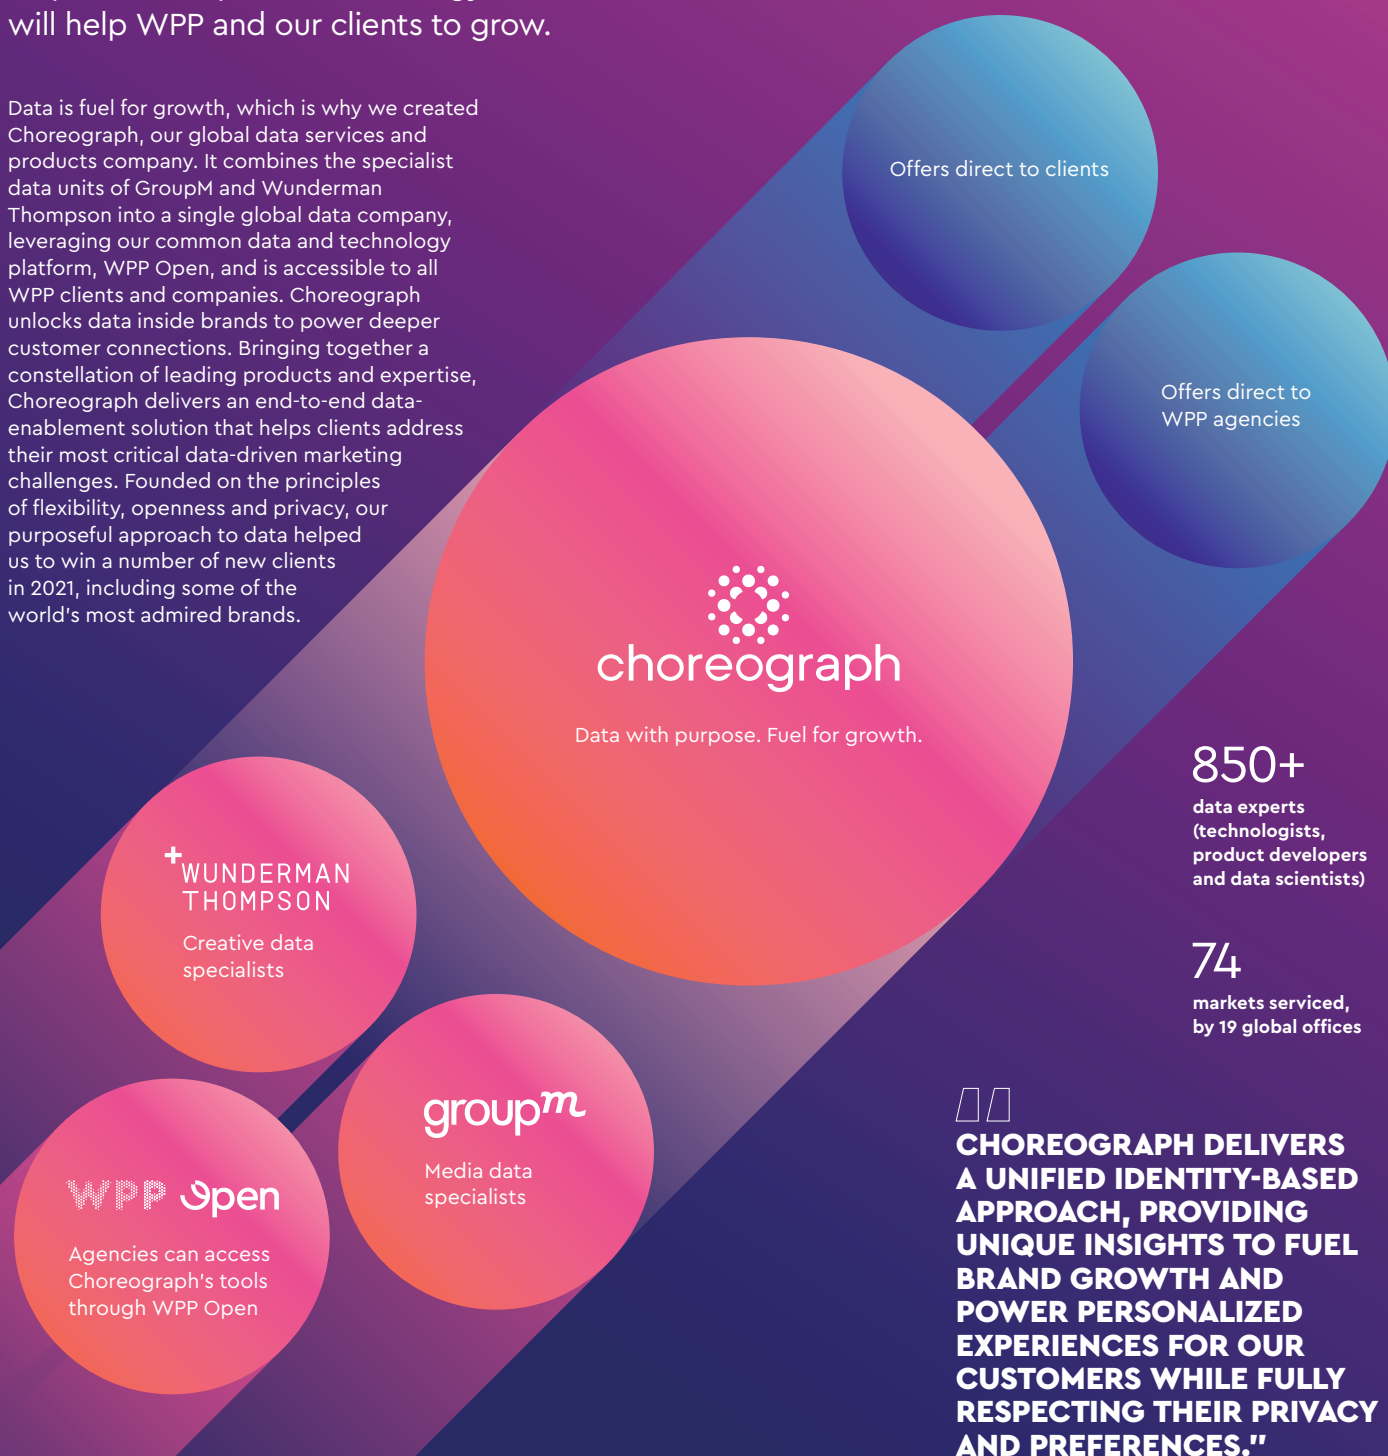 will help WPP and our clients to grow.
Data is fuel for growth, which is why we created
Choreograph, our global data services and
products company. It combines the specialist
data units of GroupM and Wunderman
Thompson into a single global data company,
leveraging our common data and technology
platform, WPP Open, and is accessible to all
WPP clients and companies. Choreograph
unlocks data inside brands to power deeper
customer connections. Bringing together a
constellation of leading products and expertise,
Choreograph delivers an end-to-end data-
enablement solution that helps clients address
their most critical data-driven marketing
challenges. Founded on the principles
of flexibility, openness and privacy, our
purposeful approach to data helped
us to win a number of new clients
in 2021, including some of the
world's most admired brands.
Offers direct to clients
Offers direct to
WPP agencies
choreograph
Data with purpose. Fuel for growth.
WUNDERMAN
THOMPSON
Creative data
specialists
groupm
Media data
specialists
WPP Open
Agencies can access
Choreograph's tools
through WPP Open
850+
data experts
(technologists,
product developers
and data scientists)
74
markets serviced,
by 19 global offices
CHOREOGRAPH DELIVERS
A UNIFIED IDENTITY-BASED
APPROACH, PROVIDING
UNIQUE INSIGHTS TO FUEL
BRAND GROWTH AND
POWER PERSONALIZED
EXPERIENCES FOR OUR
CUSTOMERS WHILE FULLY
RESPECTING THEIR PRIVACY
AND PREFERENCES."